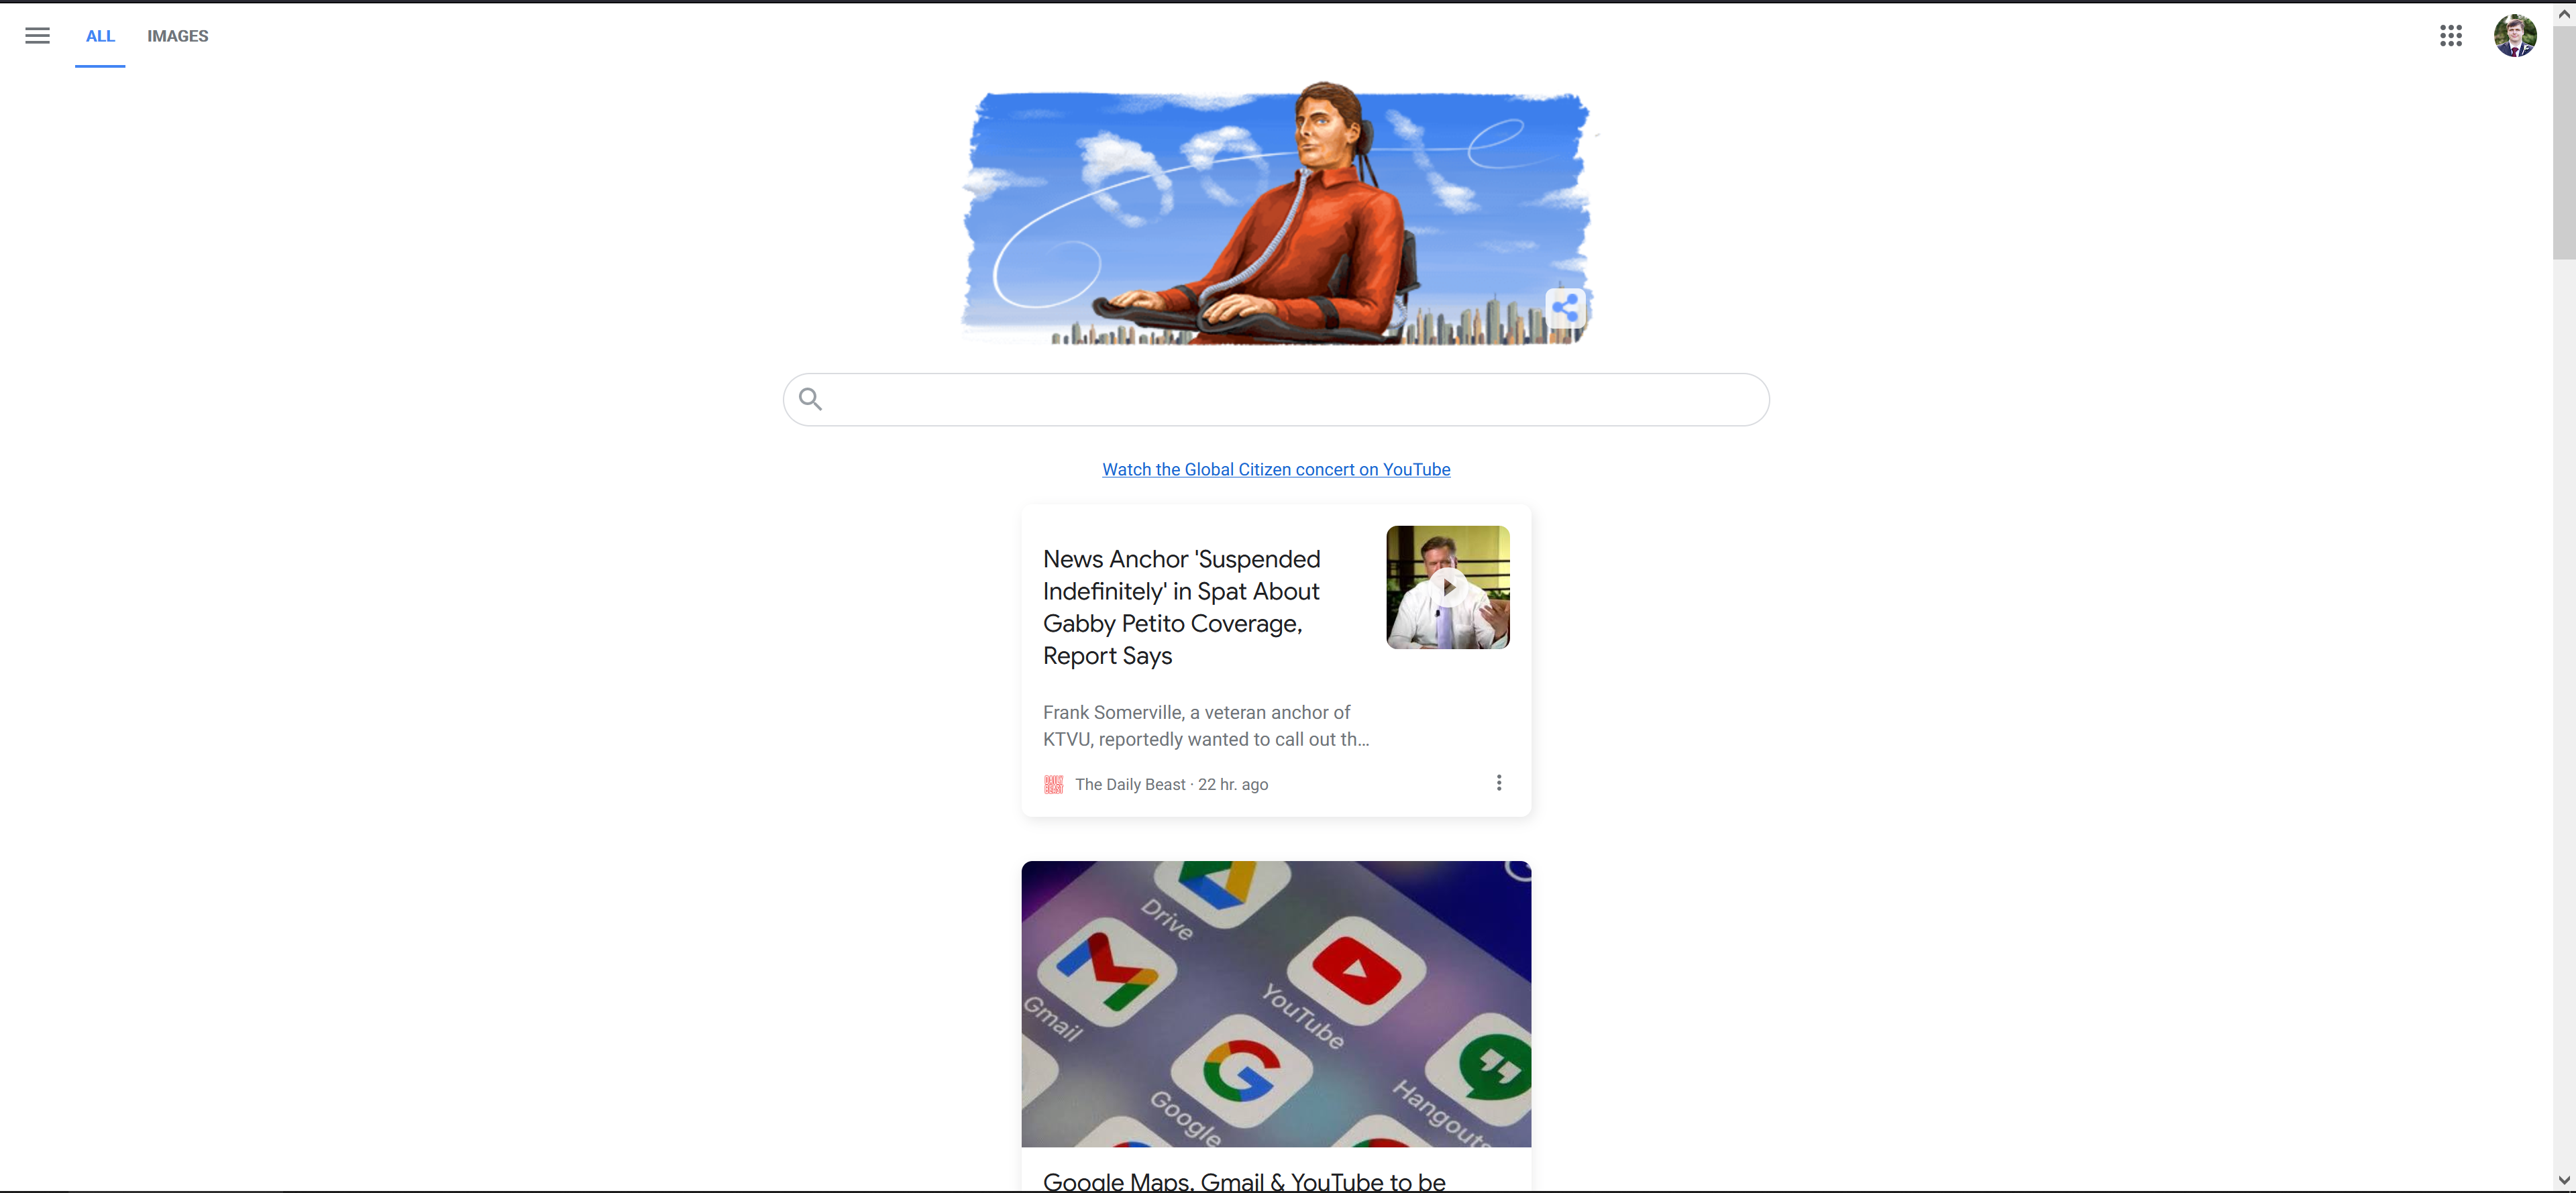 ALL
IMAGES
Watch the Global Citizen concert on YouTube
News Anchor 'Suspended
Indefinitely' in Spat About
Gabby Petito Coverage,
Report Says
Frank Somerville, a veteran anchor of
KTVU, reportedly wanted to call out th...
DAILY
BEAST
The Daily Beast · 22 hr. ago
Drive
Gmail
YouTube
Google
Hangouts
Google Maps, Gmail & YouTube to be